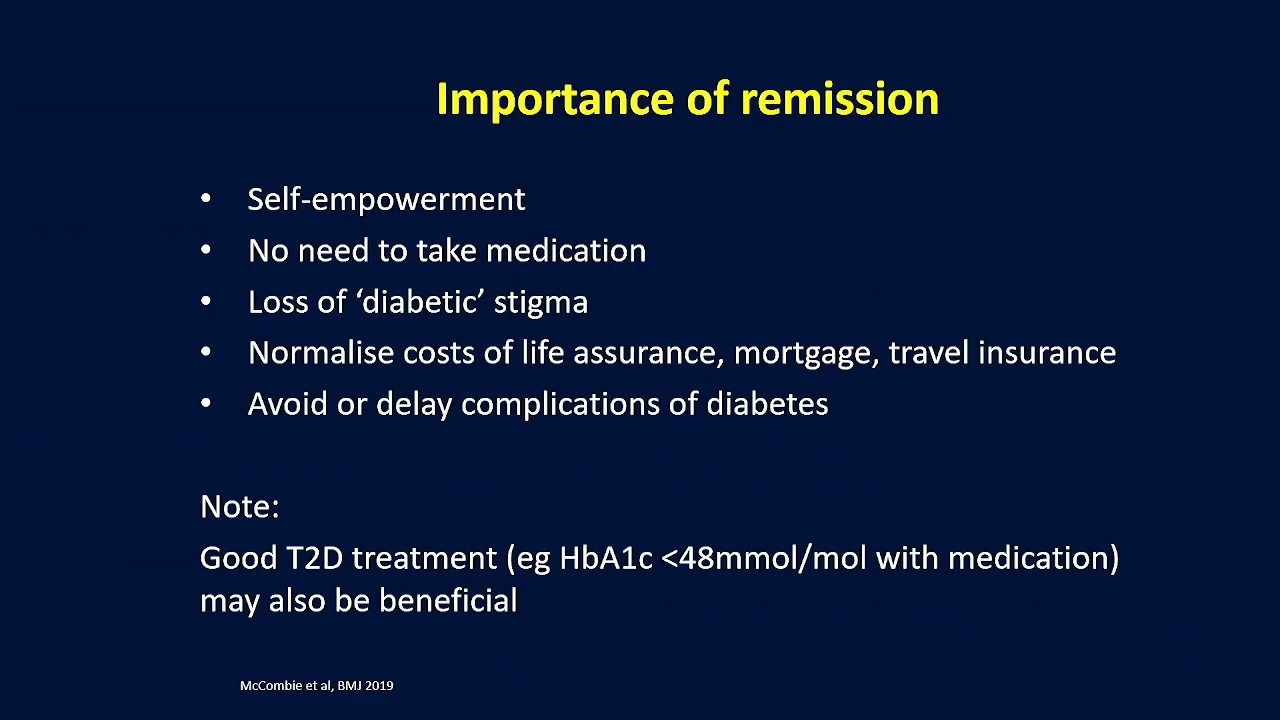 Importance of remission
• Self-empowerment
• No need to take medication
• Loss of ‘diabetic’ stigma
• Normalise costs of life assurance, mortgage, travel insurance
• Avoid or delay complications of diabetes
Note:
Good T2D treatment (eg HbA1c <48mmol/mol with medication)
may also be beneficial
McCombie et al, BMJ 2019